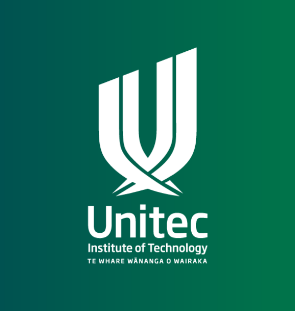 Unitec
Institute of Technology
TE WHARE WĀNANGA O WAIRAKA